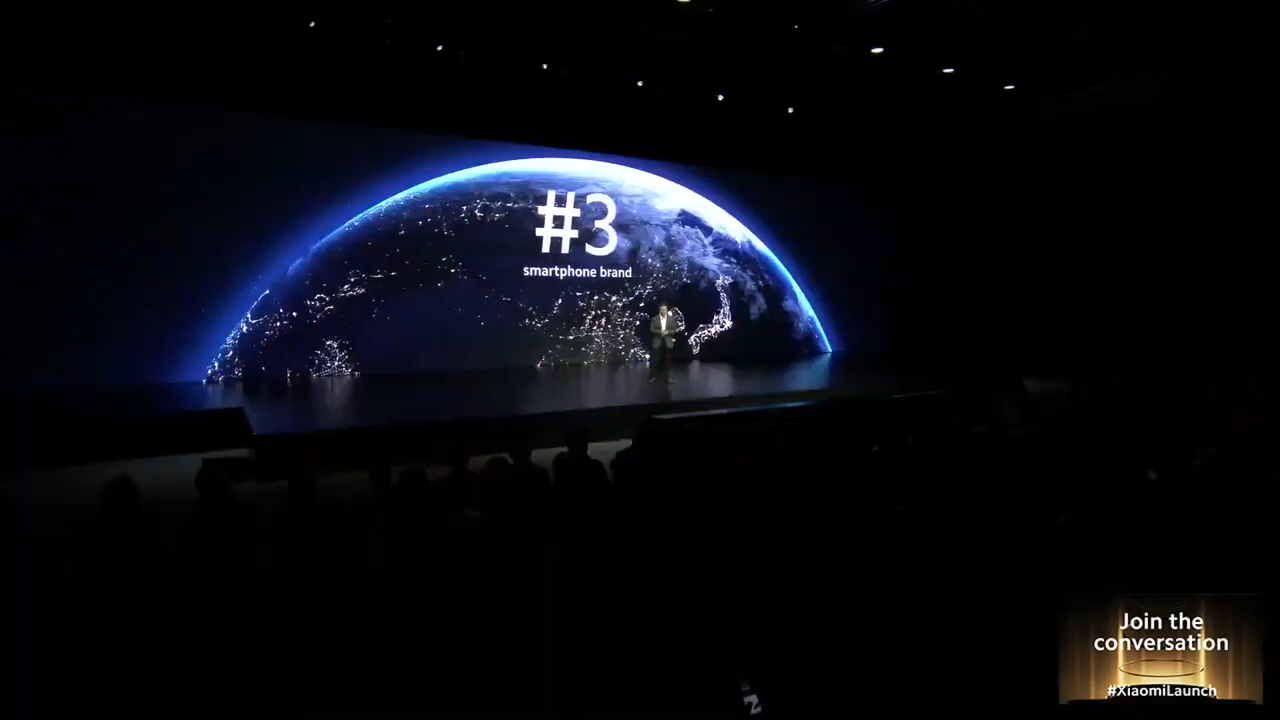 #3
smartphone brand
Join the
conversation
#XiaomiLaunch